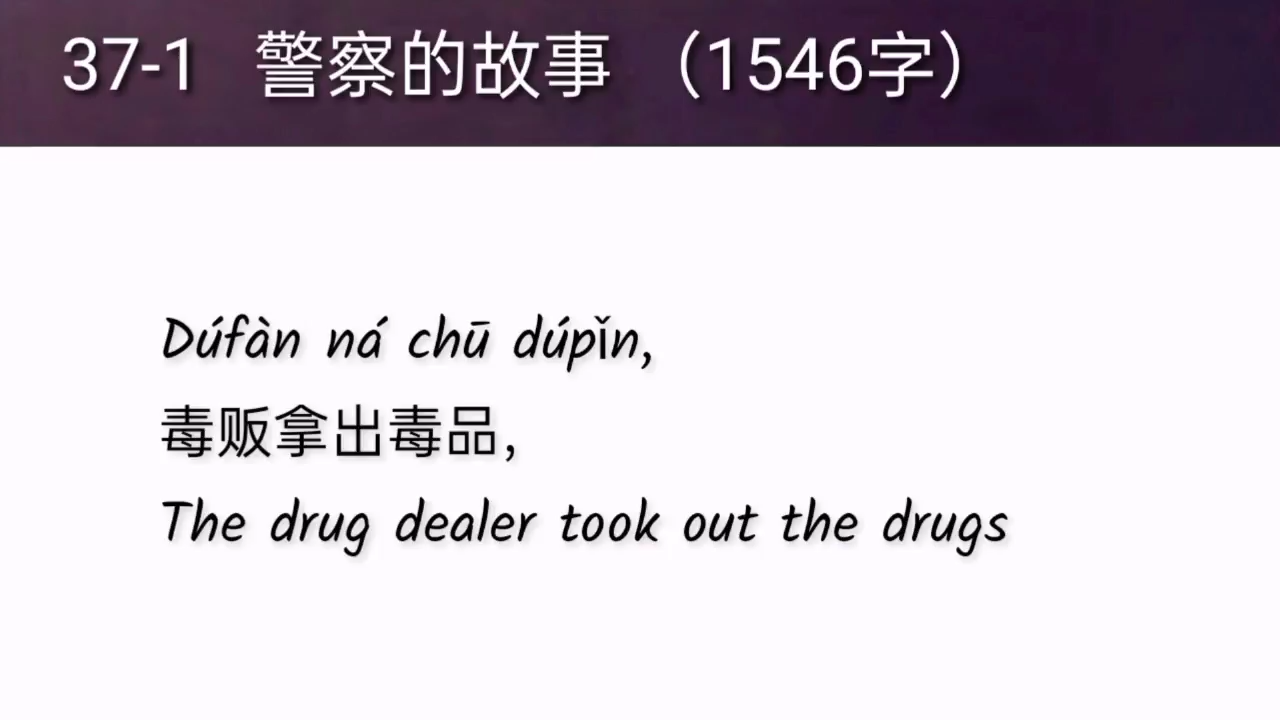 37-1 警察的故事 （1546字）
Dúfàn ná chū dúpǐn,
毒贩拿出毒品，
The drug dealer took out the drugs